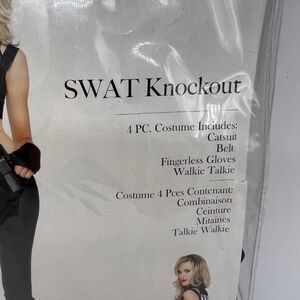 SWAT Knockout
4 PC. Costume Includes:
Catsuit
Belt
Fingerless Gloves
Walkie Talkie
Costume 4 Pces Contenant:
Combinaison
Ceinture
Mitaines
Talkie Walkie